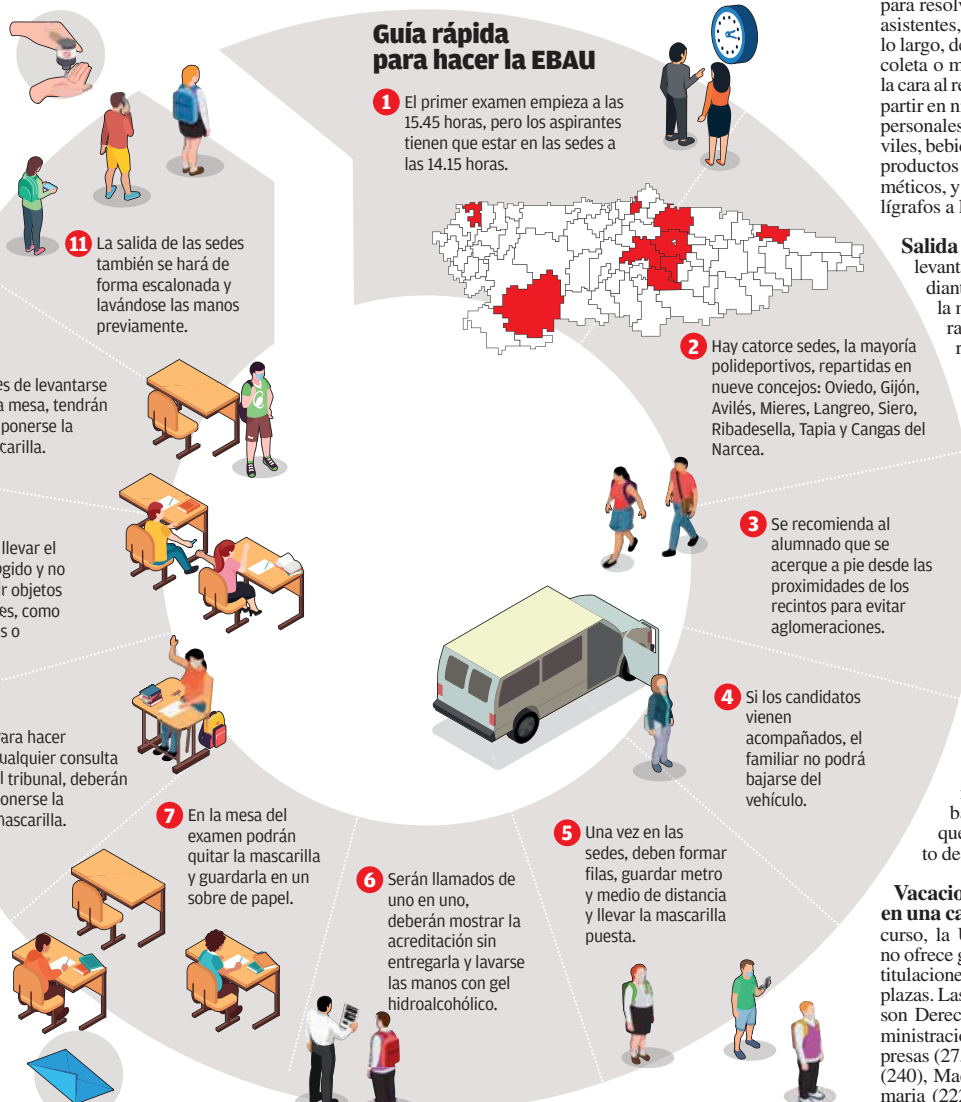 Guía rápida
para hacer la EBAU
1 El primer examen empieza a las
15.45 horas, pero los aspirantes
tienen que estar en las sedes a
las 14.15 horas.
2 Hay catorce sedes, la mayoría
polideportivos, repartidas en
nueve concejos: Oviedo, Gijón,
Avilés, Mieres, Langreo, Siero,
Ribadesella, Tapia y Cangas del
Narcea.
3 Se recomienda al
alumnado que se
acerque a pie desde las
proximidades de los
recintos para evitar
aglomeraciones.
4 Si los candidatos
vienen
acompañados, el
familiar no podrá
bajarse del
vehículo.
5 Una vez en las
sedes, deben formar
filas, guardar metro
y medio de distancia
y llevar la mascarilla
puesta.
6 Serán llamados de
uno en uno,
deberán mostrar la
acreditación sin
entregarla y lavarse
las manos con gel
hidroalcohólico.
7 En la mesa del
examen podrán
quitar la mascarilla
y guardarla en un
sobre de papel.
Para hacer
cualquier consulta
tribunal, deberán
ponerse la
mascarilla.
llevar el
y no
objetos
como
o
de levantarse
mesa, tendrán
ponerse la
11 La salida de las sedes
también se hará de
forma escalonada y
lavándose las manos
previamente.
para resolv
asistentes,
lo largo, de
coleta o m
la cara al re
partir en n
personales
viles, bebi
productos
méticos, y
lígrafos a l
Salida
levant
diant
la
ra
que
to de
Vacacio
en una ca
curso, la U
no ofrece g
titulaciones
plazas. Las
son Derec
ministració
presas (27
(240), Ma
maria (222